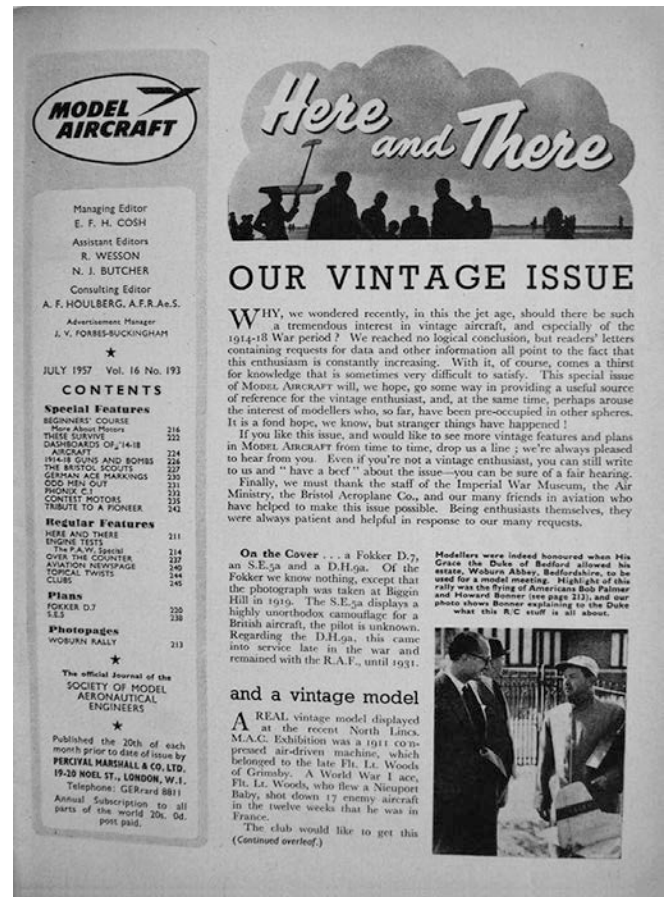 MODEL
AIRCRAFT
Managing Editor
E. F. H. COSH
Assistant Editors
R. WESSON
N. J. BUTCHER
Consulting Editor
A. F. HOULBERG, A.F.R.Ae.S.
Advertisement Manager
J. V. FORBES-BUCKINGHAM
★
JULY 1957 Vol. 16 No. 193
CONTENTS
Special Features
BEGINNERS' COURSE
More About Motors 216
THESE SURVIVE 222
DASHBOARDS OF '14-18
AIRCRAFT 224
1914-18 GUNS AND BOMBS 226
THE BRISTOL SCOUTS 227
GERMAN ACE MARKINGS 230
ODD MEN OUT 231
PHONIX C.1 232
CONTEST MOTORS 235
TRIBUTE TO A PIONEER 242
Regular Features
HERE AND THERE 211
ENGINE TESTS
The P.A.W. Special 214
OVER THE COUNTER 237
AVIATION NEWSPAGE 240
TOPICAL TWISTS 244
CLUBS 245
Plans
FOKKER D.7 220
S.E.5 238
Photopages
WOBURN RALLY 213
★
The official Journal of the
SOCIETY OF MODEL
AERONAUTICAL
ENGINEERS
★
Published the 20th of each
month prior to date of issue by
PERCIVAL MARSHALL & CO. LTD.
19-20 NOEL ST., LONDON, W.1.
Telephone: GERrard 8811
Annual Subscription to all
parts of the world 20s. 0d.
post paid.
Here
and There
OUR VINTAGE ISSUE
WHY, we wondered recently, in this the jet age, should there be such
a tremendous interest in vintage aircraft, and especially of the
1914-18 War period ? We reached no logical conclusion, but readers' letters
containing requests for data and other information all point to the fact that
this enthusiasm is constantly increasing. With it, of course, comes a thirst
for knowledge that is sometimes very difficult to satisfy. This special issue
of MODEL AIRCRAFT will, we hope, go some way in providing a useful source
of reference for the vintage enthusiast, and, at the same time, perhaps arouse
the interest of modellers who, so far, have been pre-occupied in other spheres.
It is a fond hope, we know, but stranger things have happened !
If you like this issue, and would like to see more vintage features and plans
in MODEL AIRCRAFT from time to time, drop us a line ; we're always pleased
to hear from you. Even if you're not a vintage enthusiast, you can still write
to us and " have a beef " about the issue—you can be sure of a fair hearing.
Finally, we must thank the staff of the Imperial War Museum, the Air
Ministry, the Bristol Aeroplane Co., and our many friends in aviation who
have helped to make this issue possible. Being enthusiasts themselves, they
were always patient and helpful in response to our many requests.
On the Cover . . . a Fokker D.7,
an S.E.5a and a D.H.9a. Of the
Fokker we know nothing, except that
the photograph was taken at Biggin
Hill in 1919. The S.E.5a displays a
highly unorthodox camouflage for a
British aircraft, the pilot is unknown.
Regarding the D.H.9a, this came
into service late in the war and
remained with the R.A.F., until 1931.
and a vintage model
A REAL vintage model displayed
at the recent North Lincs.
M.A.C. Exhibition was a 1911 com-
pressed air-driven machine, which
belonged to the late Flt. Lt. Woods
of Grimsby. A World War I ace,
Flt. Lt. Woods, who flew a Nieuport
Baby, shot down 17 enemy aircraft
in the twelve weeks that he was in
France.
The club would like to get this
(Continued overleaf.)
Modellers were indeed honoured when His
Grace the Duke of Bedford allowed his
estate, Woburn Abbey, Bedfordshire, to be
used for a model meeting. Highlight of this
rally was the flying of Americans Bob Palmer
and Howard Bonner (see page 213), and our
photo shows Bonner explaining to the Duke
what this R/C stuff is all about.